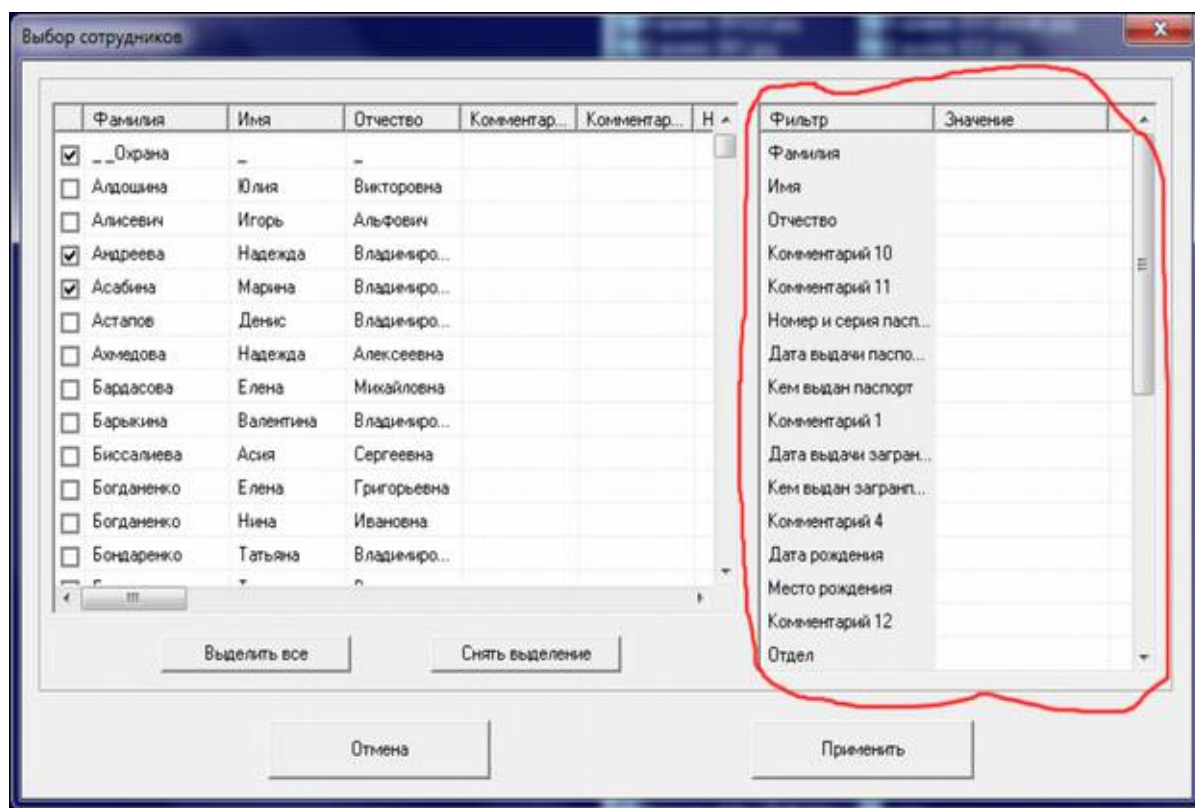 Выбор сотрудников
Фамилия Имя Отчество Комментар... Комментар... Н
_ _Охрана _ _
Алдошина Юлия Викторовна
Алисевич Игорь Альфович
Андреева Надежда Владимиро...
Асабина Марина Владимиро...
Астапов Денис Владимиро...
Ахмедова Надежда Алексеевна
Бардасова Елена Михайловна
Барыкина Валентина Владимиро...
Биссалиева Асия Сергеевна
Богданенко Елена Григорьевна
Богданенко Нина Ивановна
Бондаренко Татьяна Владимиро...
Выделить все Снять выделение
Фильтр Значение
Фамилия
Имя
Отчество
Комментарий 10
Комментарий 11
Номер и серия пасп...
Дата выдачи паспо...
Кем выдан паспорт
Комментарий 1
Дата выдачи загран...
Кем выдан загранп...
Комментарий 4
Дата рождения
Место рождения
Комментарий 12
Отдел
Отмена Применить